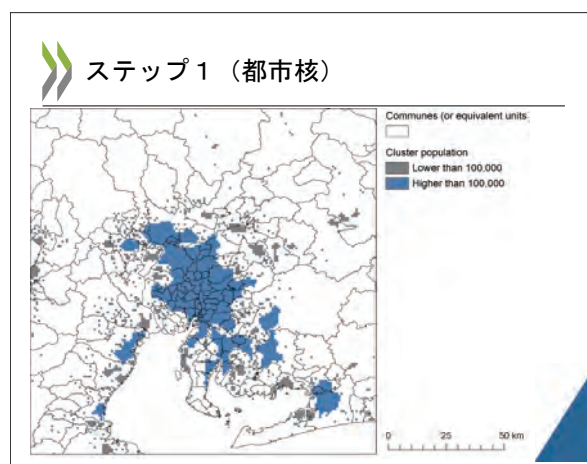 ステップ１（都市核）
Communes (or equivalent units
Cluster population
Lower than 100,000
Higher than 100,000
0 25 50 km